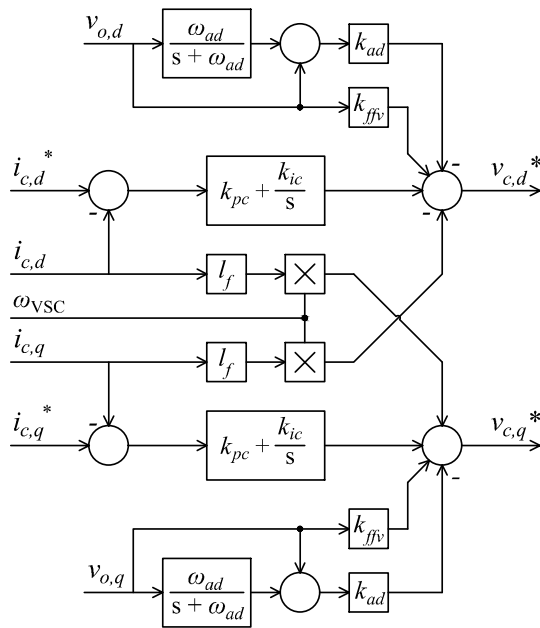 v_{o,d}
ω_{ad}
s + ω_{ad}
k_{ad}
k_{ffv}
i_{c,d}*
-
k_{pc} + k_{ic}/s
-
-
v_{c,d}*
-
i_{c,d}
l_f
×
ω_{VSC}
i_{c,q}
l_f
×
-
i_{c,q}*
k_{pc} + k_{ic}/s
v_{c,q}*
-
k_{ffv}
v_{o,q}
ω_{ad}
s + ω_{ad}
k_{ad}